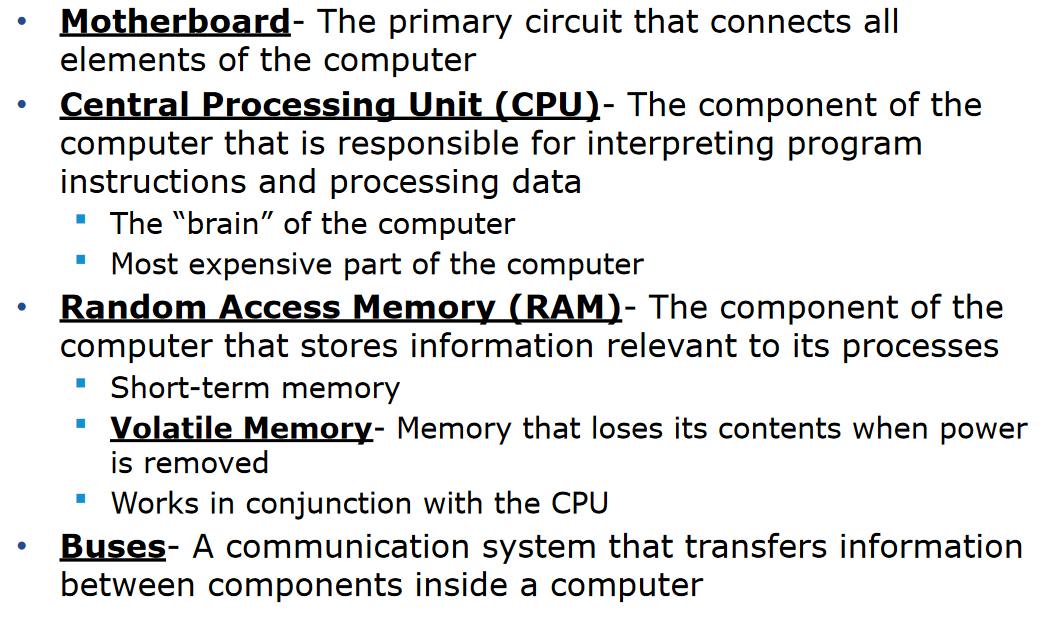 • Motherboard- The primary circuit that connects all
elements of the computer
• Central Processing Unit (CPU)- The component of the
computer that is responsible for interpreting program
instructions and processing data
▪ The “brain” of the computer
▪ Most expensive part of the computer
• Random Access Memory (RAM)- The component of the
computer that stores information relevant to its processes
▪ Short-term memory
▪ Volatile Memory- Memory that loses its contents when power
is removed
▪ Works in conjunction with the CPU
• Buses- A communication system that transfers information
between components inside a computer